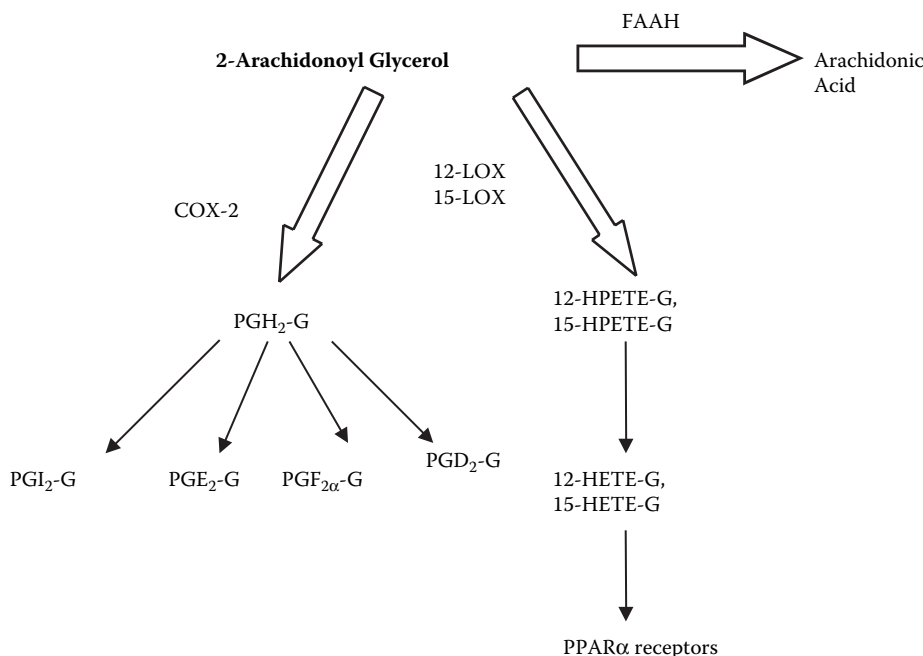 FAAH
2-Arachidonoyl Glycerol
Arachidonic
Acid
12-LOX
15-LOX
COX-2
12-HPETE-G,
15-HPETE-G
PGH₂-G
PGI₂-G
PGE₂-G
PGF₂α-G
PGD₂-G
12-HETE-G,
15-HETE-G
PPARα receptors